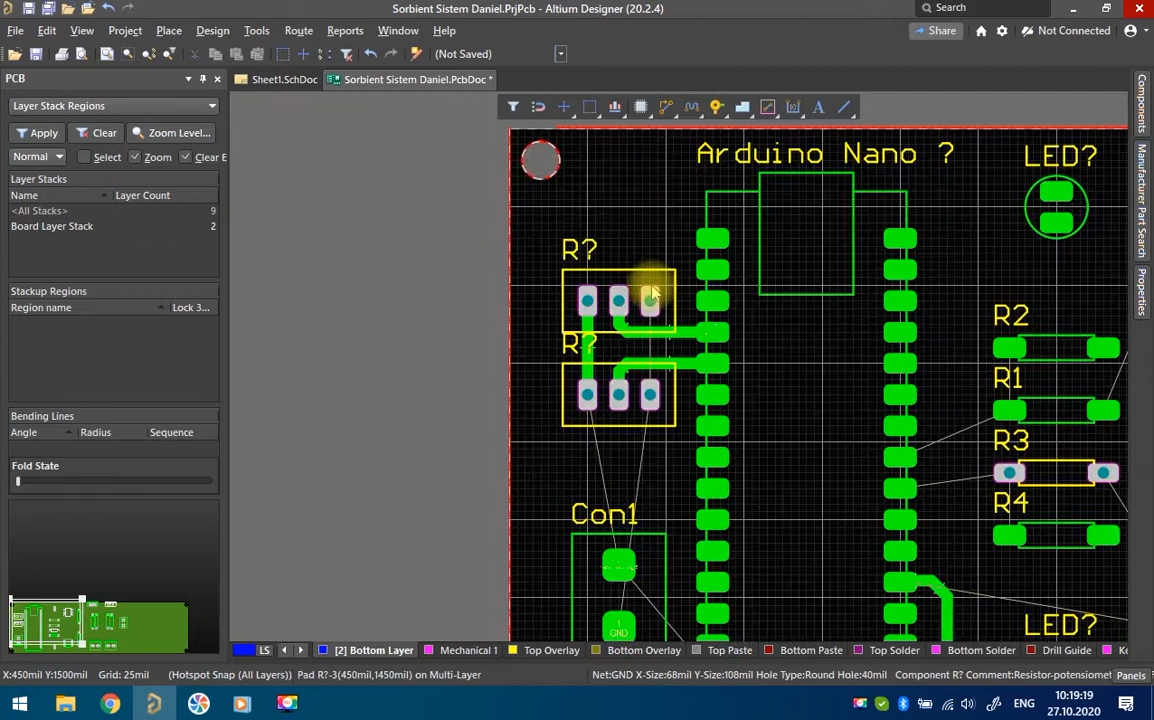 Sorbient Sistem Daniel.PrjPcb - Altium Designer (20.2.4)
Search
File Edit View Project Place Design Tools Route Reports Window Help
Share
Not Connected
(Not Saved)
PCB
Sheet1.SchDoc
Sorbient Sistem Daniel.PcbDoc *
Layer Stack Regions
Apply Clear Zoom Level...
Normal Select Zoom Clear E
Layer Stacks
Name Layer Count
<All Stacks> 9
Board Layer Stack 2
Stackup Regions
Region name Lock 3...
Bending Lines
Angle Radius Sequence
Fold State
Arduino Nano ?
LED?
R?
R?
R2
R1
R3
R4
Con1
1
GND
LED?
Components
Manufacturer Part Search
Properties
LS
[2] Bottom Layer Mechanical 1 Top Overlay Bottom Overlay Top Paste Bottom Paste Top Solder Bottom Solder Drill Guide Ke
X:450mil Y:1500mil Grid: 25mil (Hotspot Snap (All Layers)) Pad R?-3(450mil,1450mil) on Multi-Layer Net:GND X-Size:68mil Y-Size:108mil Hole Type:Round Hole:40mil Component R? Comment:Resistor-potensiomet Panels
ENG
10:19:19
27.10.2020